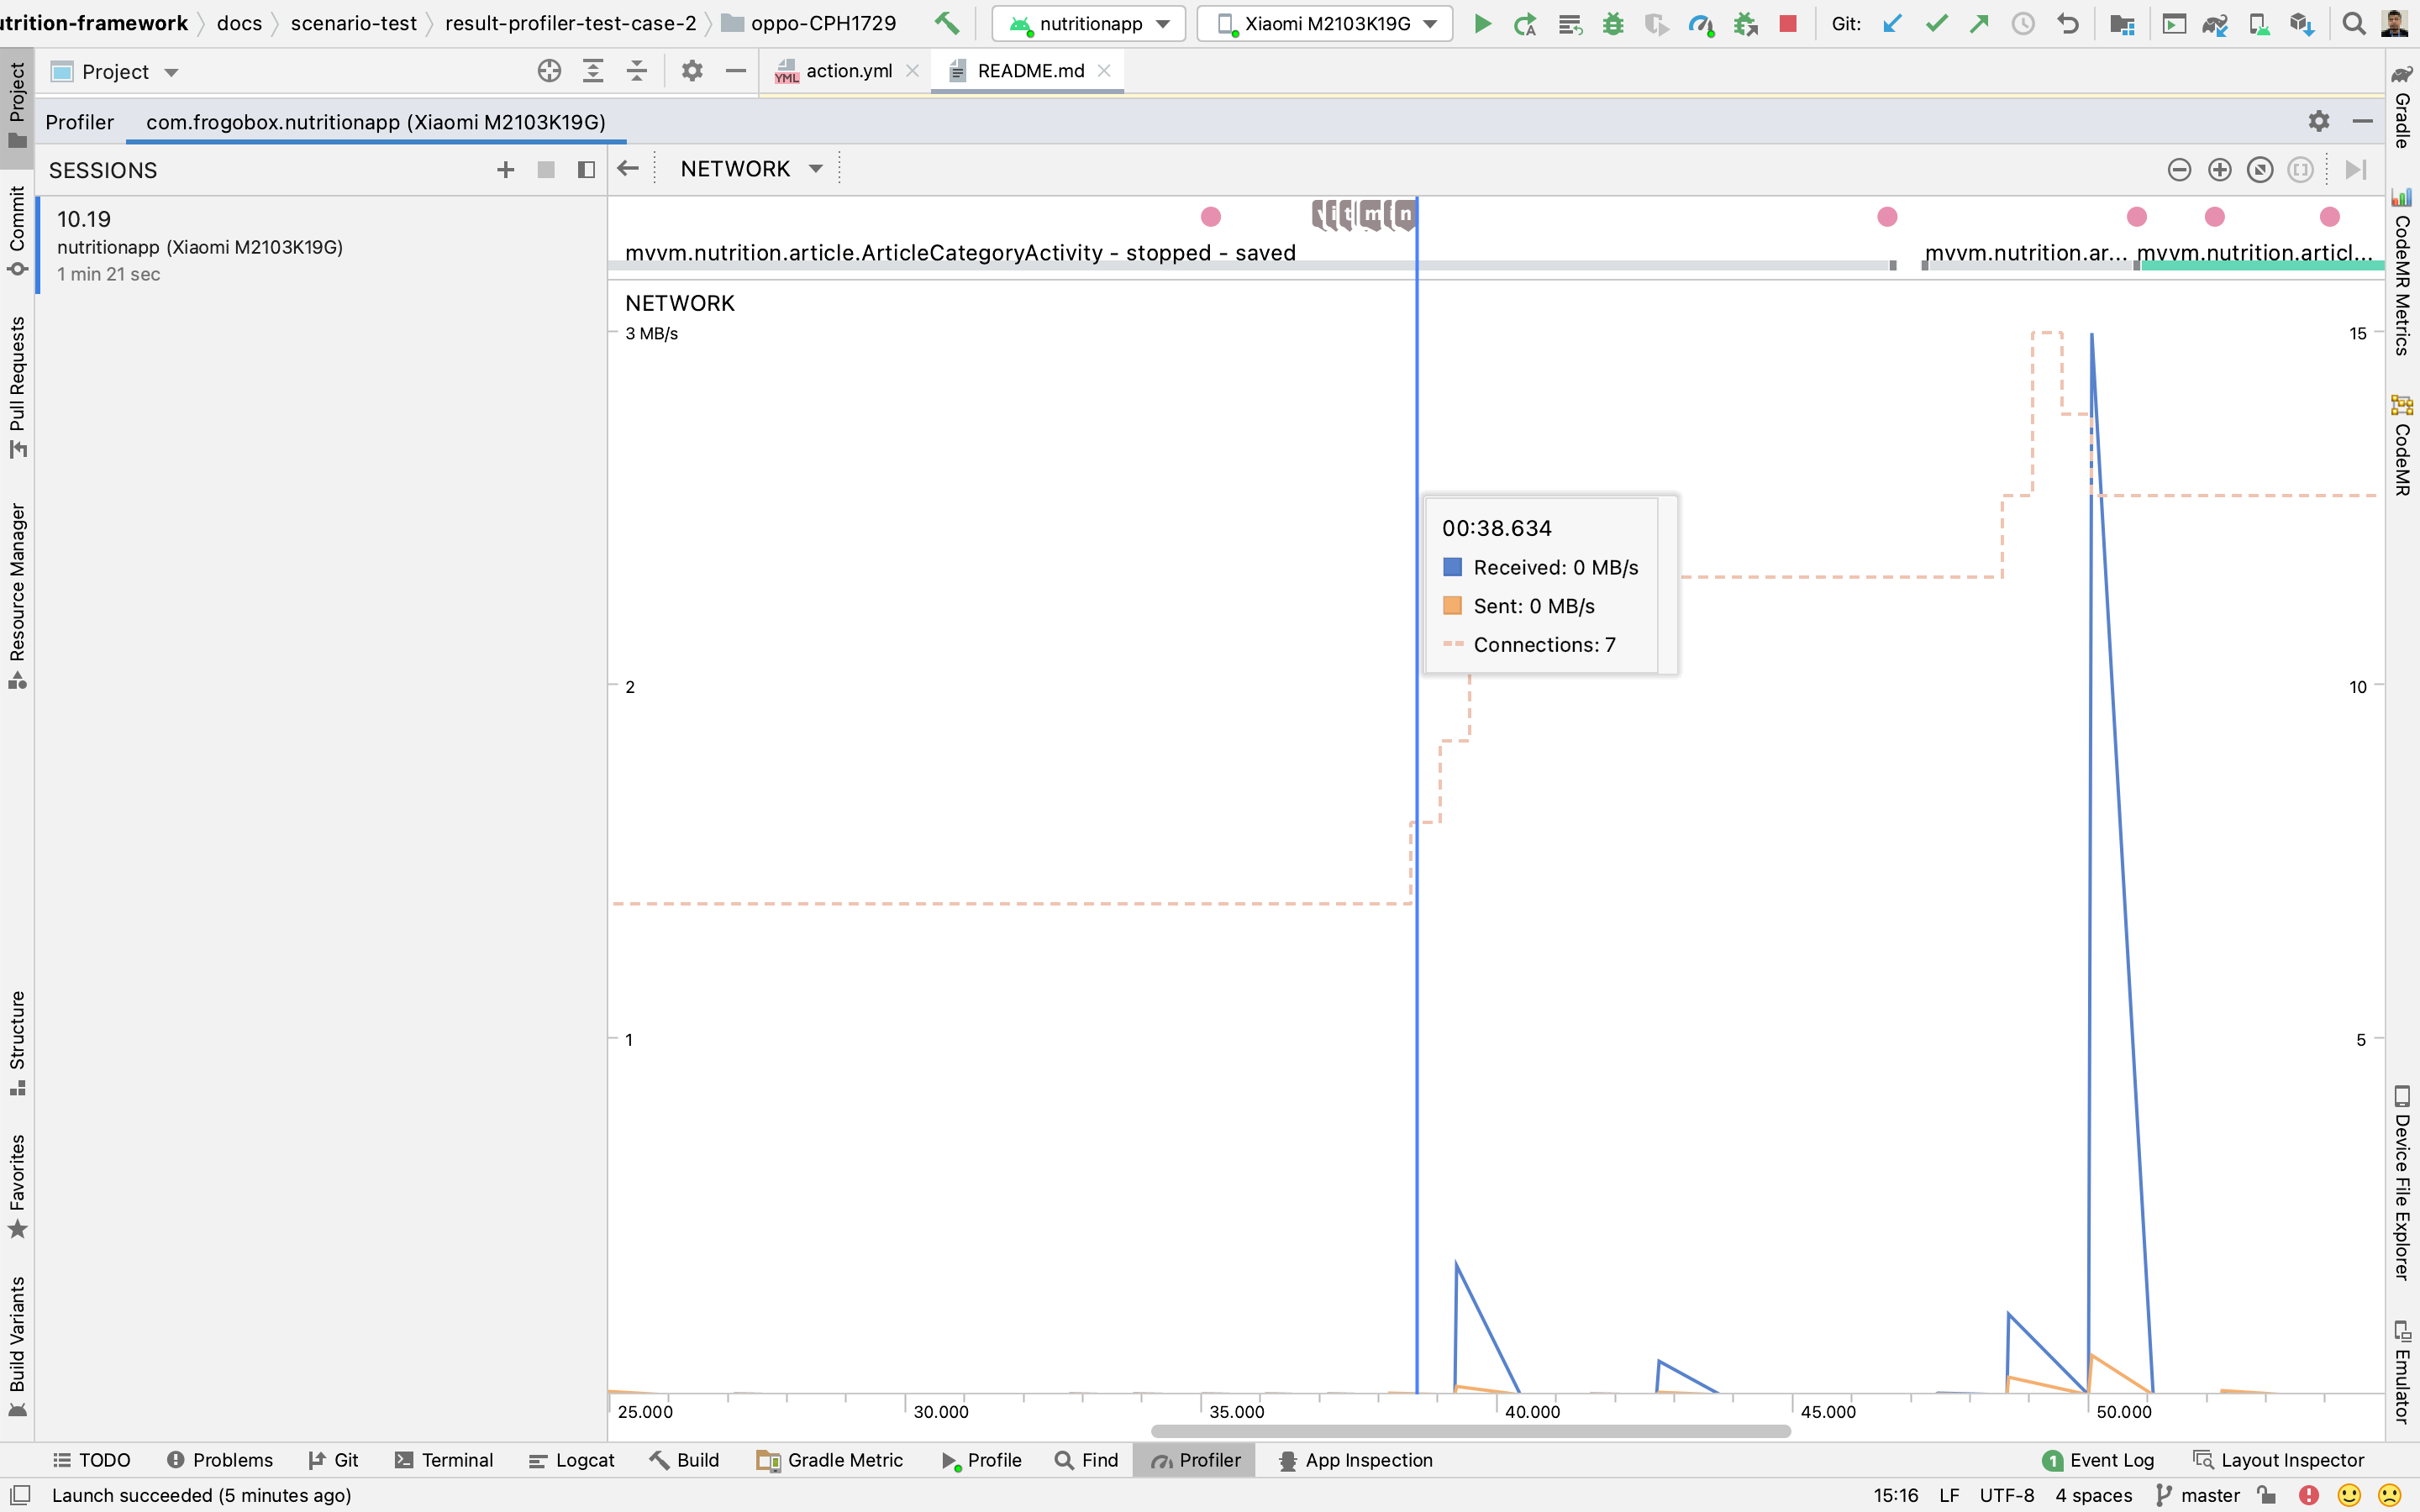 utrition-framework docs scenario-test result-profiler-test-case-2 oppo-CPH1729 nutritionapp Xiaomi M2103K19G Git:
Project action.yml README.md
Profiler com.frogobox.nutritionapp (Xiaomi M2103K19G)
SESSIONS NETWORK
10.19
nutritionapp (Xiaomi M2103K19G)
1 min 21 sec
mvvm.nutrition.article.ArticleCategoryActivity - stopped - saved mvvm.nutrition.ar... mvvm.nutrition.articl...
NETWORK
3 MB/s 15
2 10
1 5
00:38.634
Received: 0 MB/s
Sent: 0 MB/s
Connections: 7
25.000 30.000 35.000 40.000 45.000 50.000
Project
Commit
Pull Requests
Resource Manager
Structure
Favorites
Build Variants
Gradle
CodeMR Metrics
CodeMR
Device File Explorer
Emulator
TODO Problems Git Terminal Logcat Build Gradle Metric Profile Find Profiler App Inspection 1 Event Log Layout Inspector
Launch succeeded (5 minutes ago) 15:16 LF UTF-8 4 spaces master